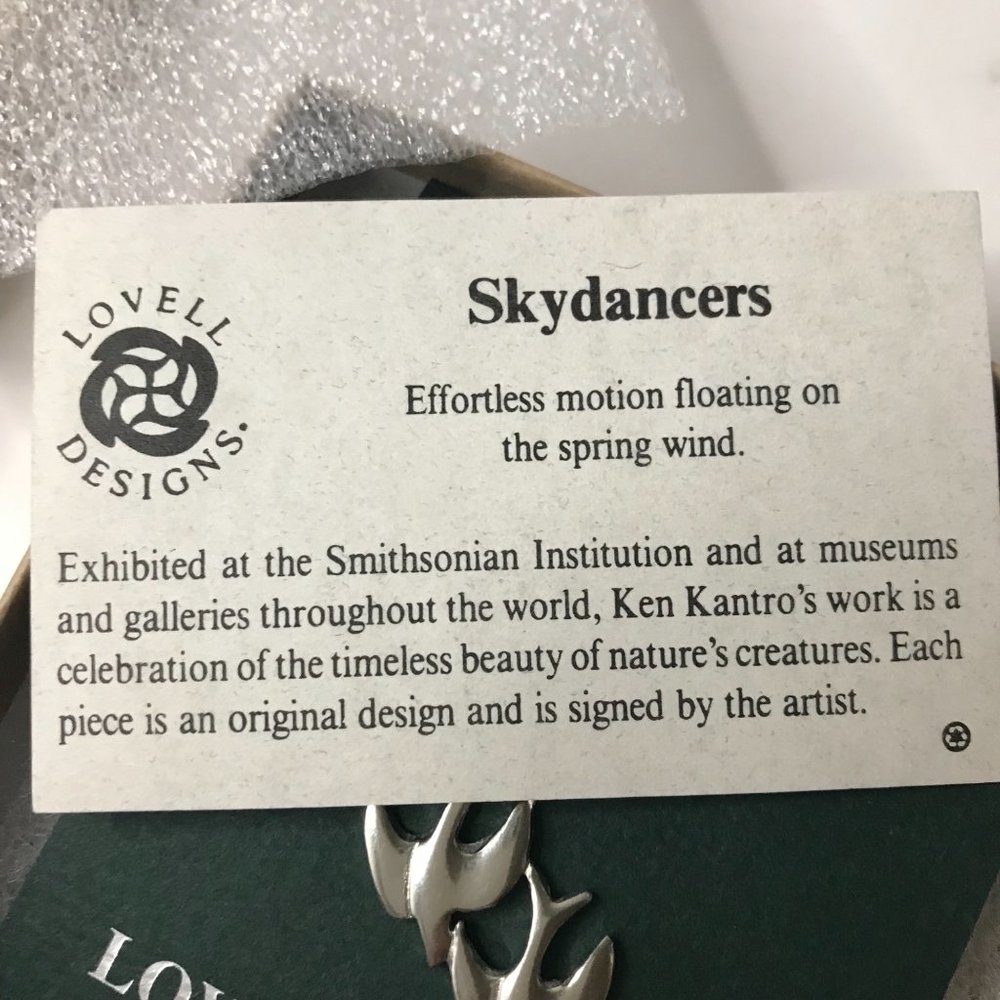 LOVELL
DESIGNS.
Skydancers
Effortless motion floating on
the spring wind.
Exhibited at the Smithsonian Institution and at museums
and galleries throughout the world, Ken Kantro's work is a
celebration of the timeless beauty of nature's creatures. Each
piece is an original design and is signed by the artist.